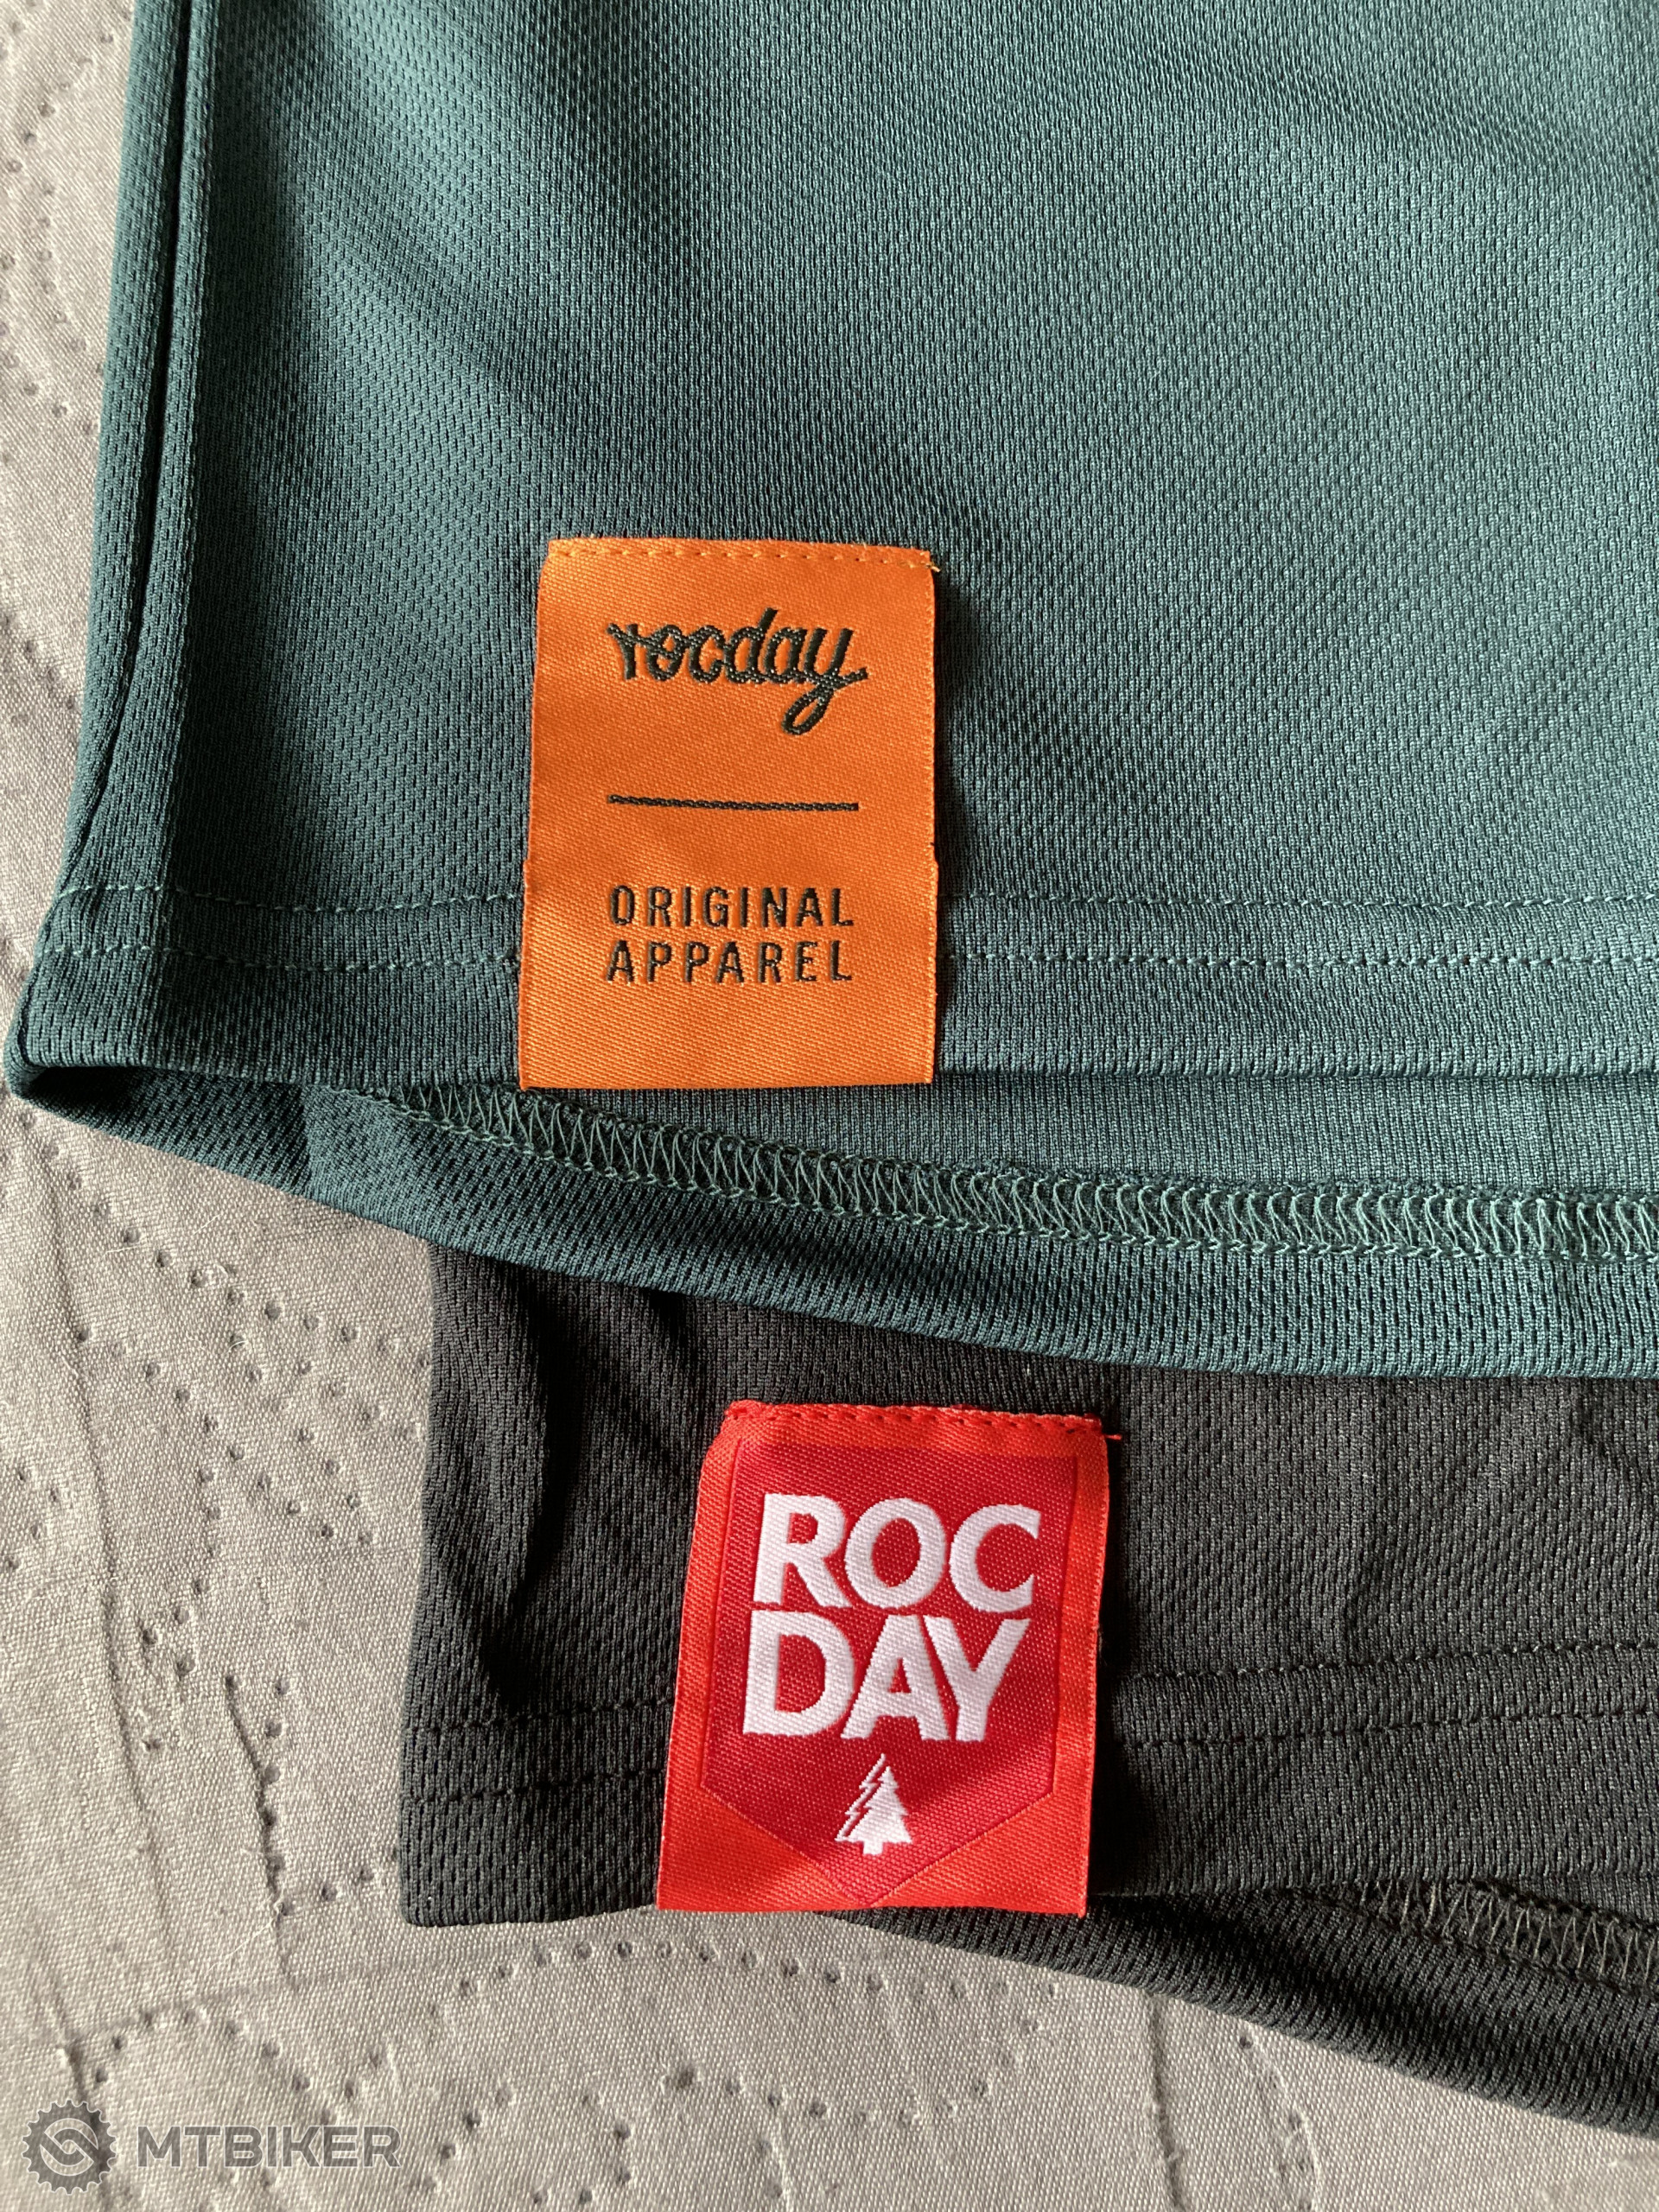 rocday
ORIGINAL
APPAREL
ROC
DAY
MTBIKER